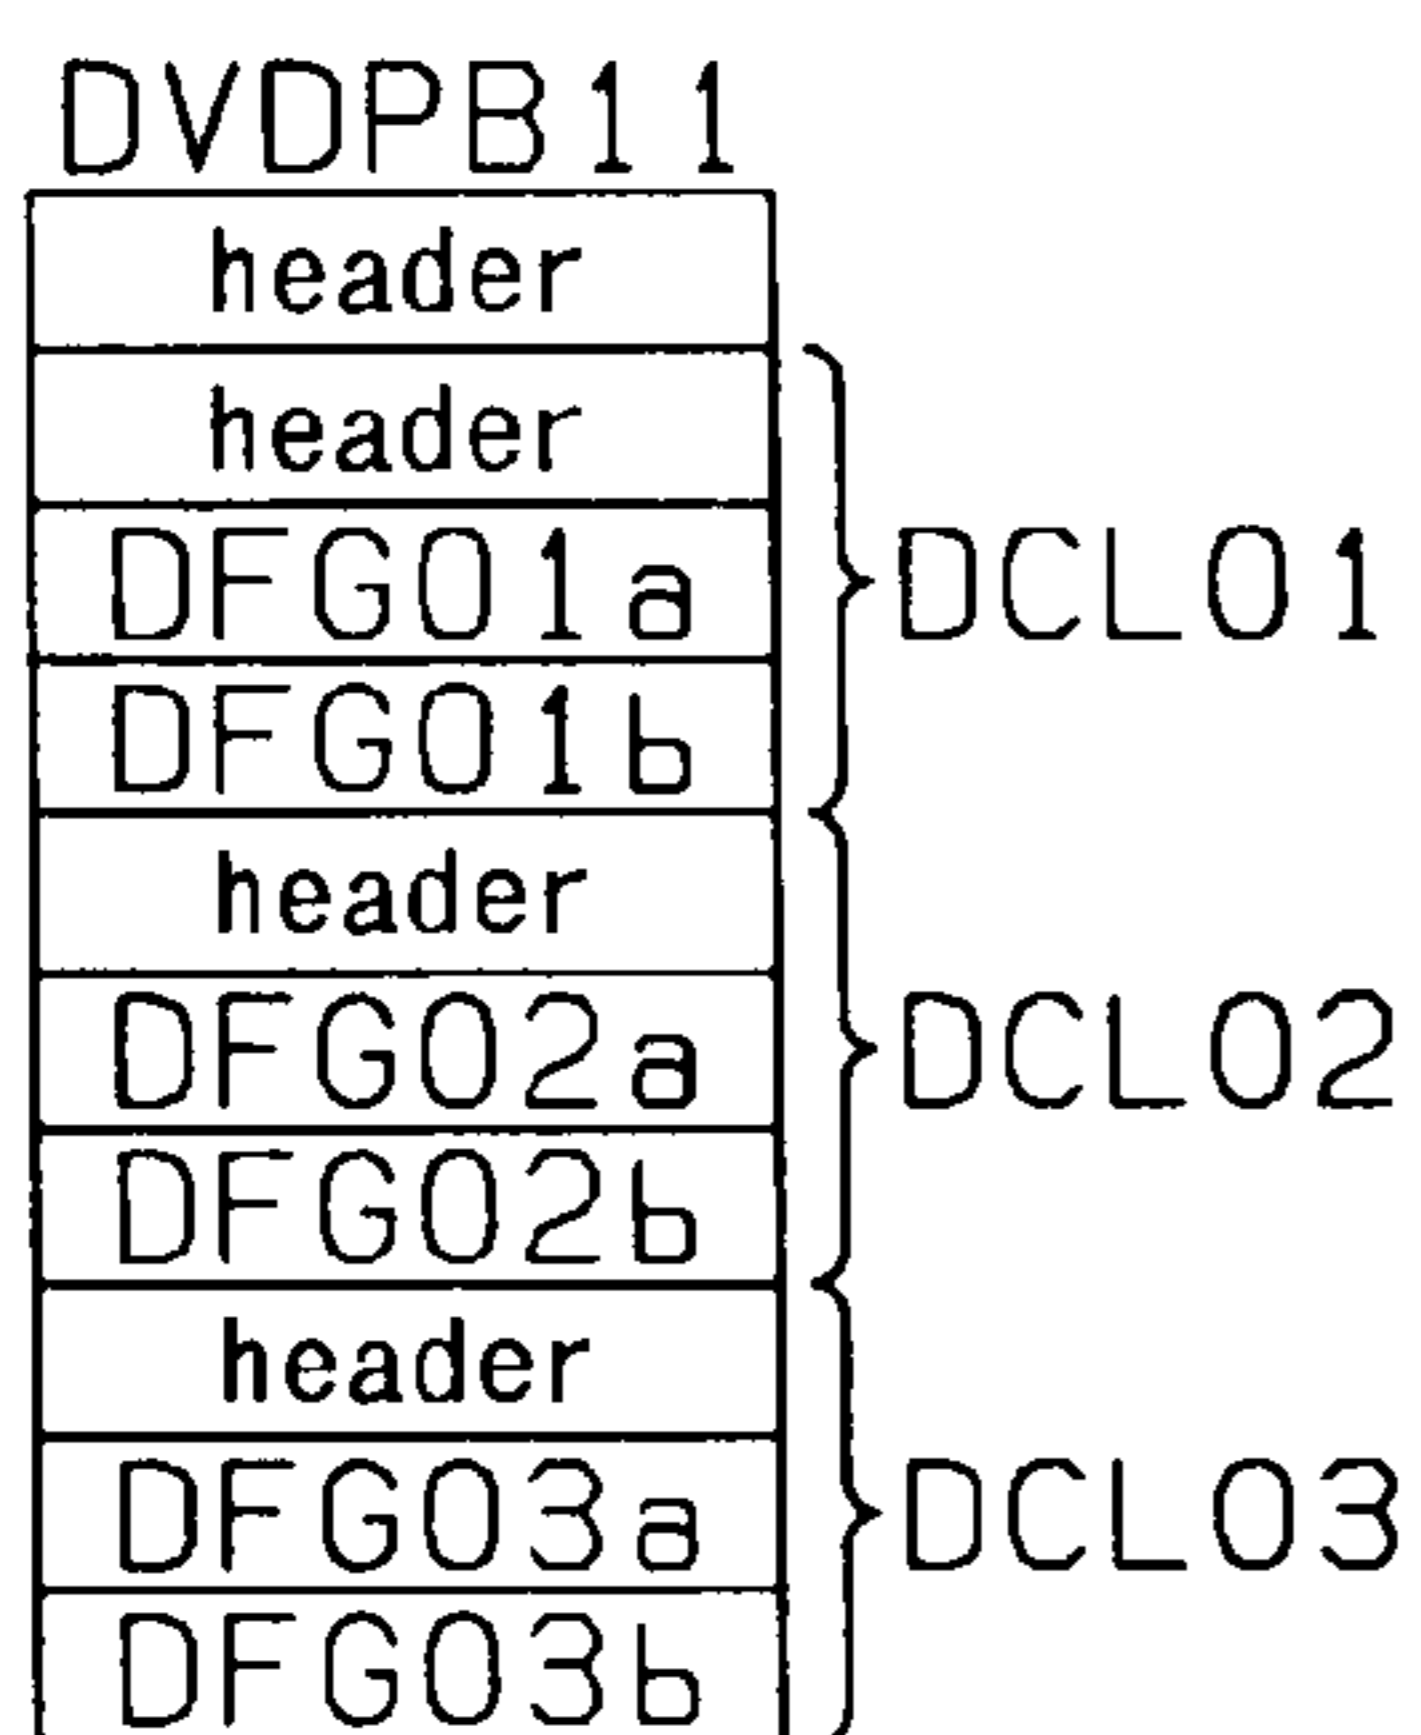 DVDPB11
header
header
DFG01a
DCL01
DFG01b
header
DFG02a
DCL02
DFG02b
header
DFG03a
DCL03
DFG03b